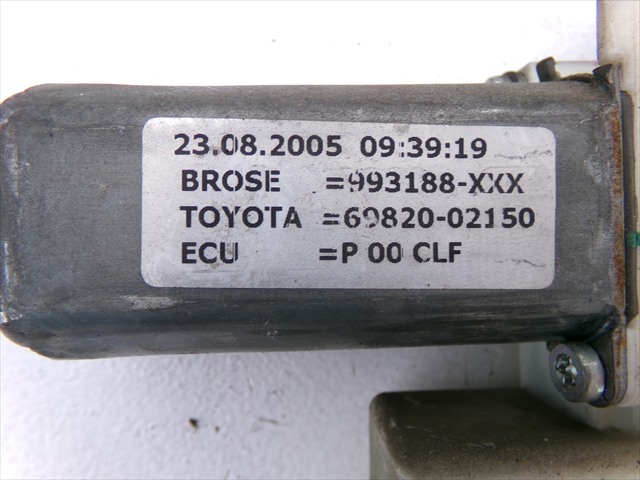 23.08.2005 09:39:19
BROSE =993188-XXX
TOYOTA =69820-02150
ECU =P 00 CLF